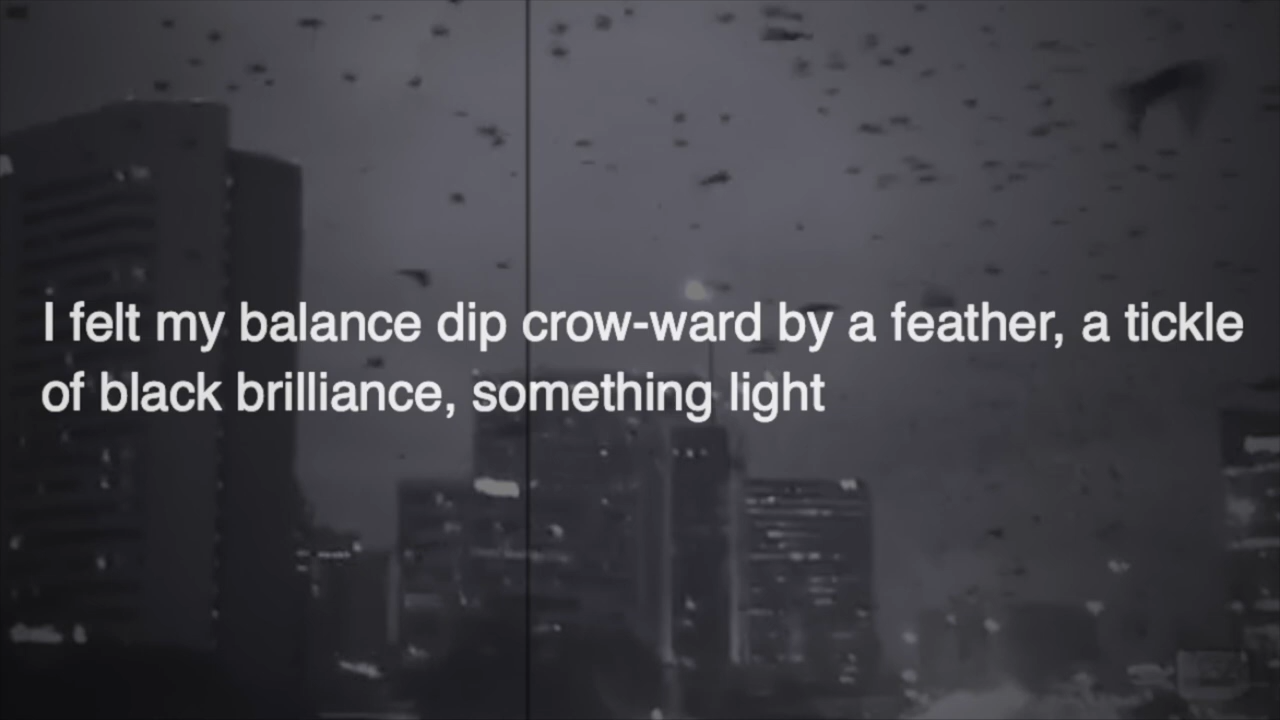 I felt my balance dip crow-ward by a feather, a tickle
of black brilliance, something light